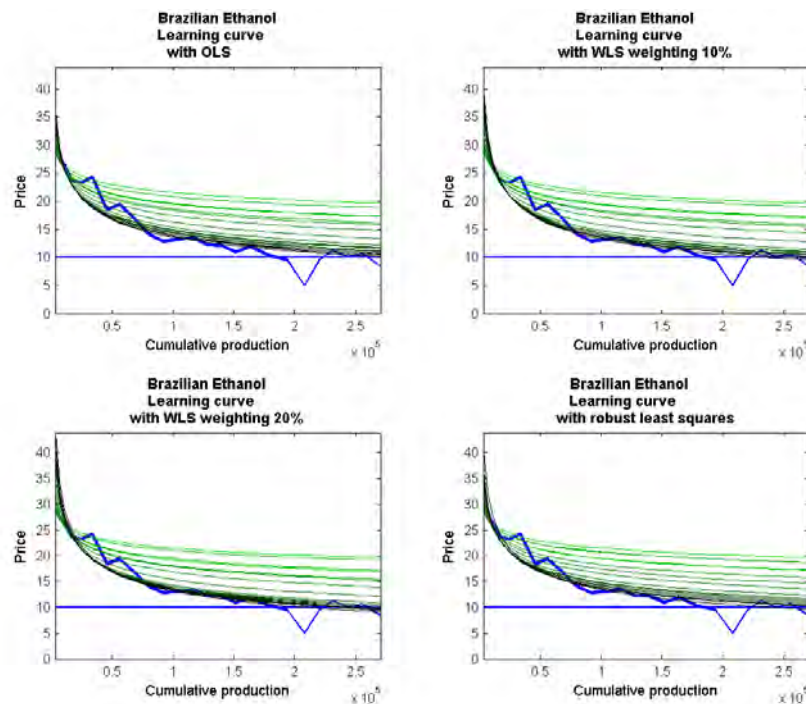 Brazilian Ethanol
Learning curve
with OLS
40
35
30
25
20
15
10
5
0
Price
0.5
1
1.5
2
2.5
x 10^5
Cumulative production
Brazilian Ethanol
Learning curve
with WLS weighting 10%
40
35
30
25
20
15
10
5
0
Price
0.5
1
1.5
2
2.5
x 10^5
Cumulative production
Brazilian Ethanol
Learning curve
with WLS weighting 20%
40
35
30
25
20
15
10
5
0
Price
0.5
1
1.5
2
2.5
x 10^5
Cumulative production
Brazilian Ethanol
Learning curve
with robust least squares
40
35
30
25
20
15
10
5
0
Price
0.5
1
1.5
2
2.5
x 10^5
Cumulative production